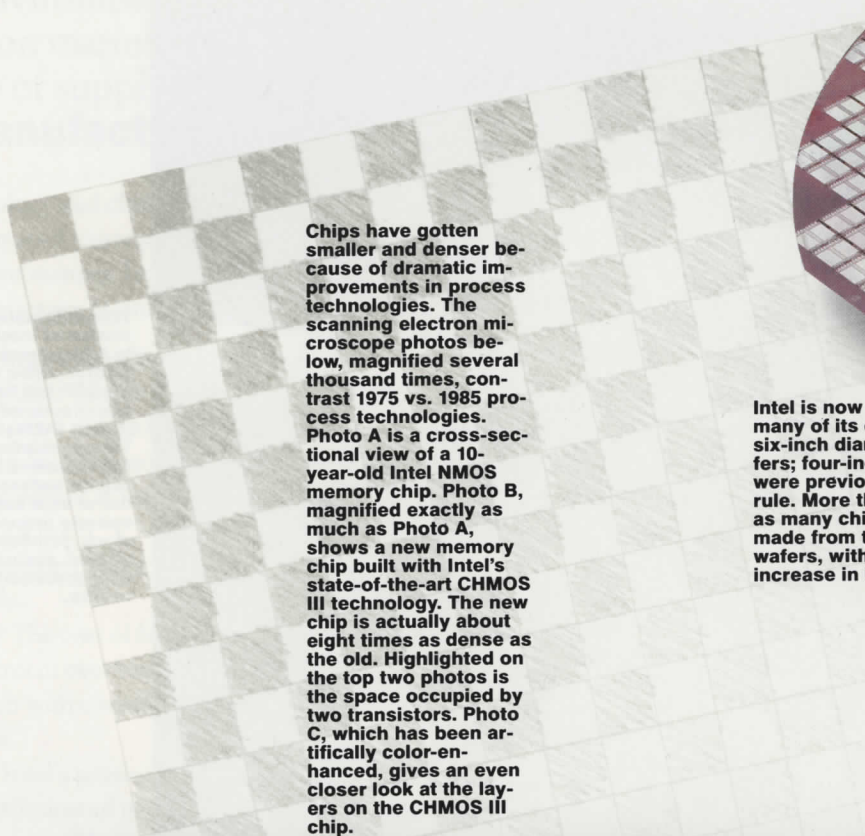 Chips have gotten
smaller and denser be-
cause of dramatic im-
provements in process
technologies. The
scanning electron mi-
croscope photos be-
low, magnified several
thousand times, con-
trast 1975 vs. 1985 pro-
cess technologies.
Photo A is a cross-sec-
tional view of a 10-
year-old Intel NMOS
memory chip. Photo B,
magnified exactly as
much as Photo A,
shows a new memory
chip built with Intel's
state-of-the-art CHMOS
III technology. The new
chip is actually about
eight times as dense as
the old. Highlighted on
the top two photos is
the space occupied by
two transistors. Photo
C, which has been ar-
tifically color-en-
hanced, gives an even
closer look at the lay-
ers on the CHMOS III
chip.
Intel is now
many of its
six-inch
fers;
were
rule. More
as many
made from
wafers,
increase in